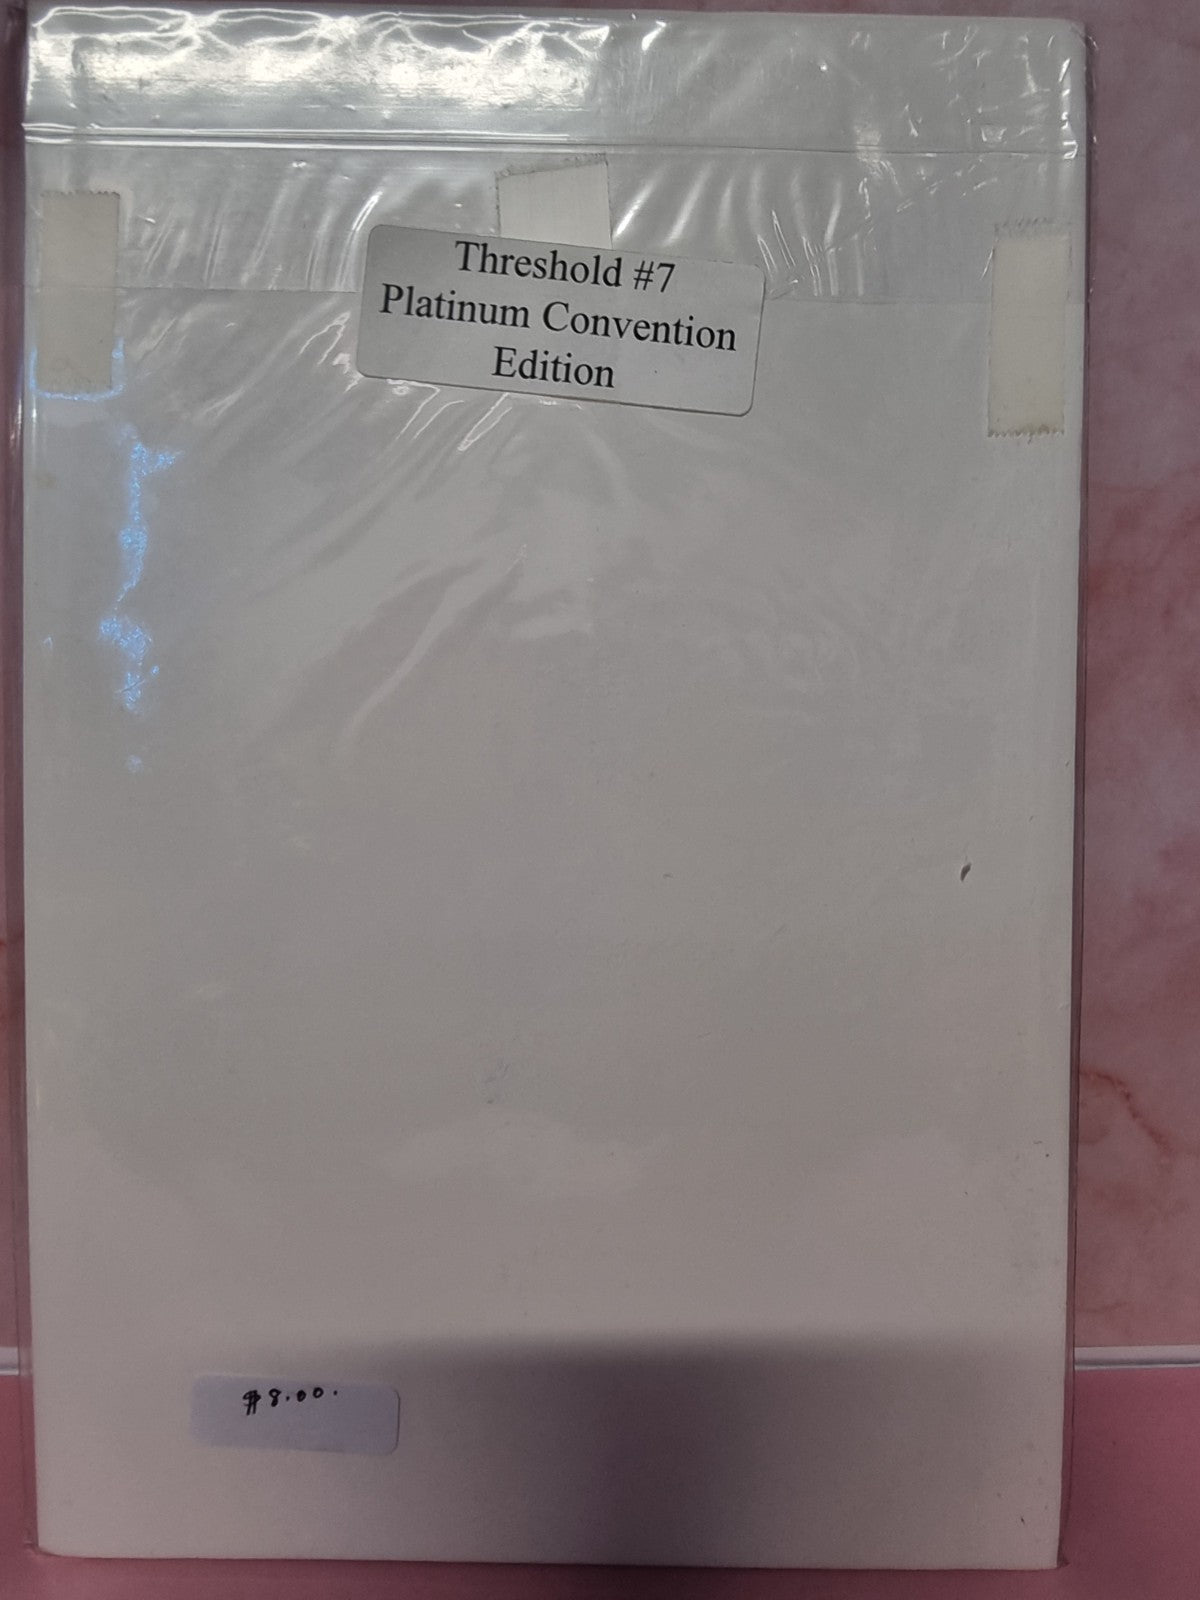 Threshold #7
Platinum Convention
Edition
$8.00.